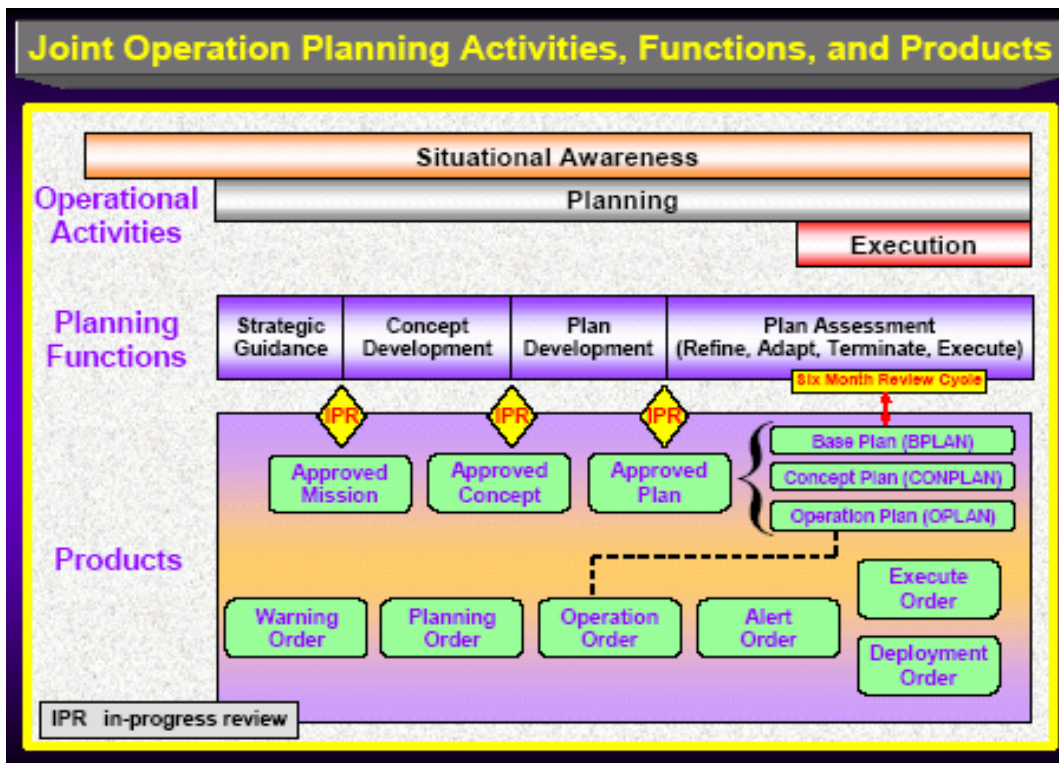 Joint Operation Planning Activities, Functions, and Products
Situational Awareness
Operational
Activities
Planning
Execution
Planning
Functions
Strategic
Guidance
Concept
Development
Plan
Development
Plan Assessment
(Refine, Adapt, Terminate, Execute)
Six Month Review Cycle
IPR
IPR
IPR
Approved
Mission
Approved
Concept
Approved
Plan
Base Plan (BPLAN)
Concept Plan (CONPLAN)
Operation Plan (OPLAN)
Products
Warning
Order
Planning
Order
Operation
Order
Alert
Order
Execute
Order
Deployment
Order
IPR in-progress review